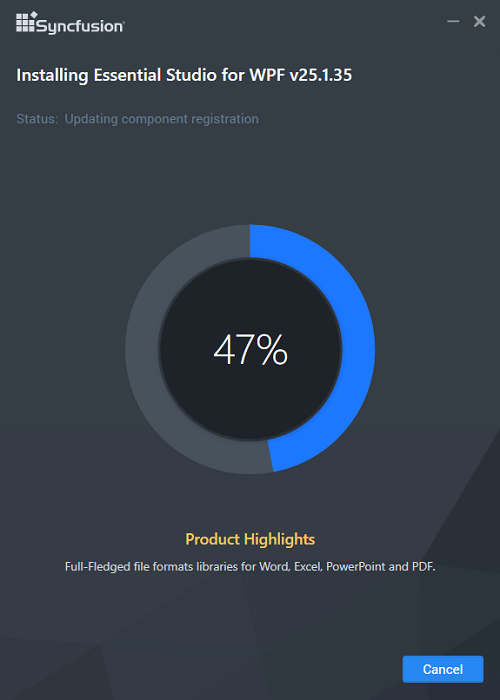 Syncfusion®
Installing Essential Studio for WPF v25.1.35
Status: Updating component registration
47%
Product Highlights
Full-Fledged file formats libraries for Word, Excel, PowerPoint and PDF.
Cancel